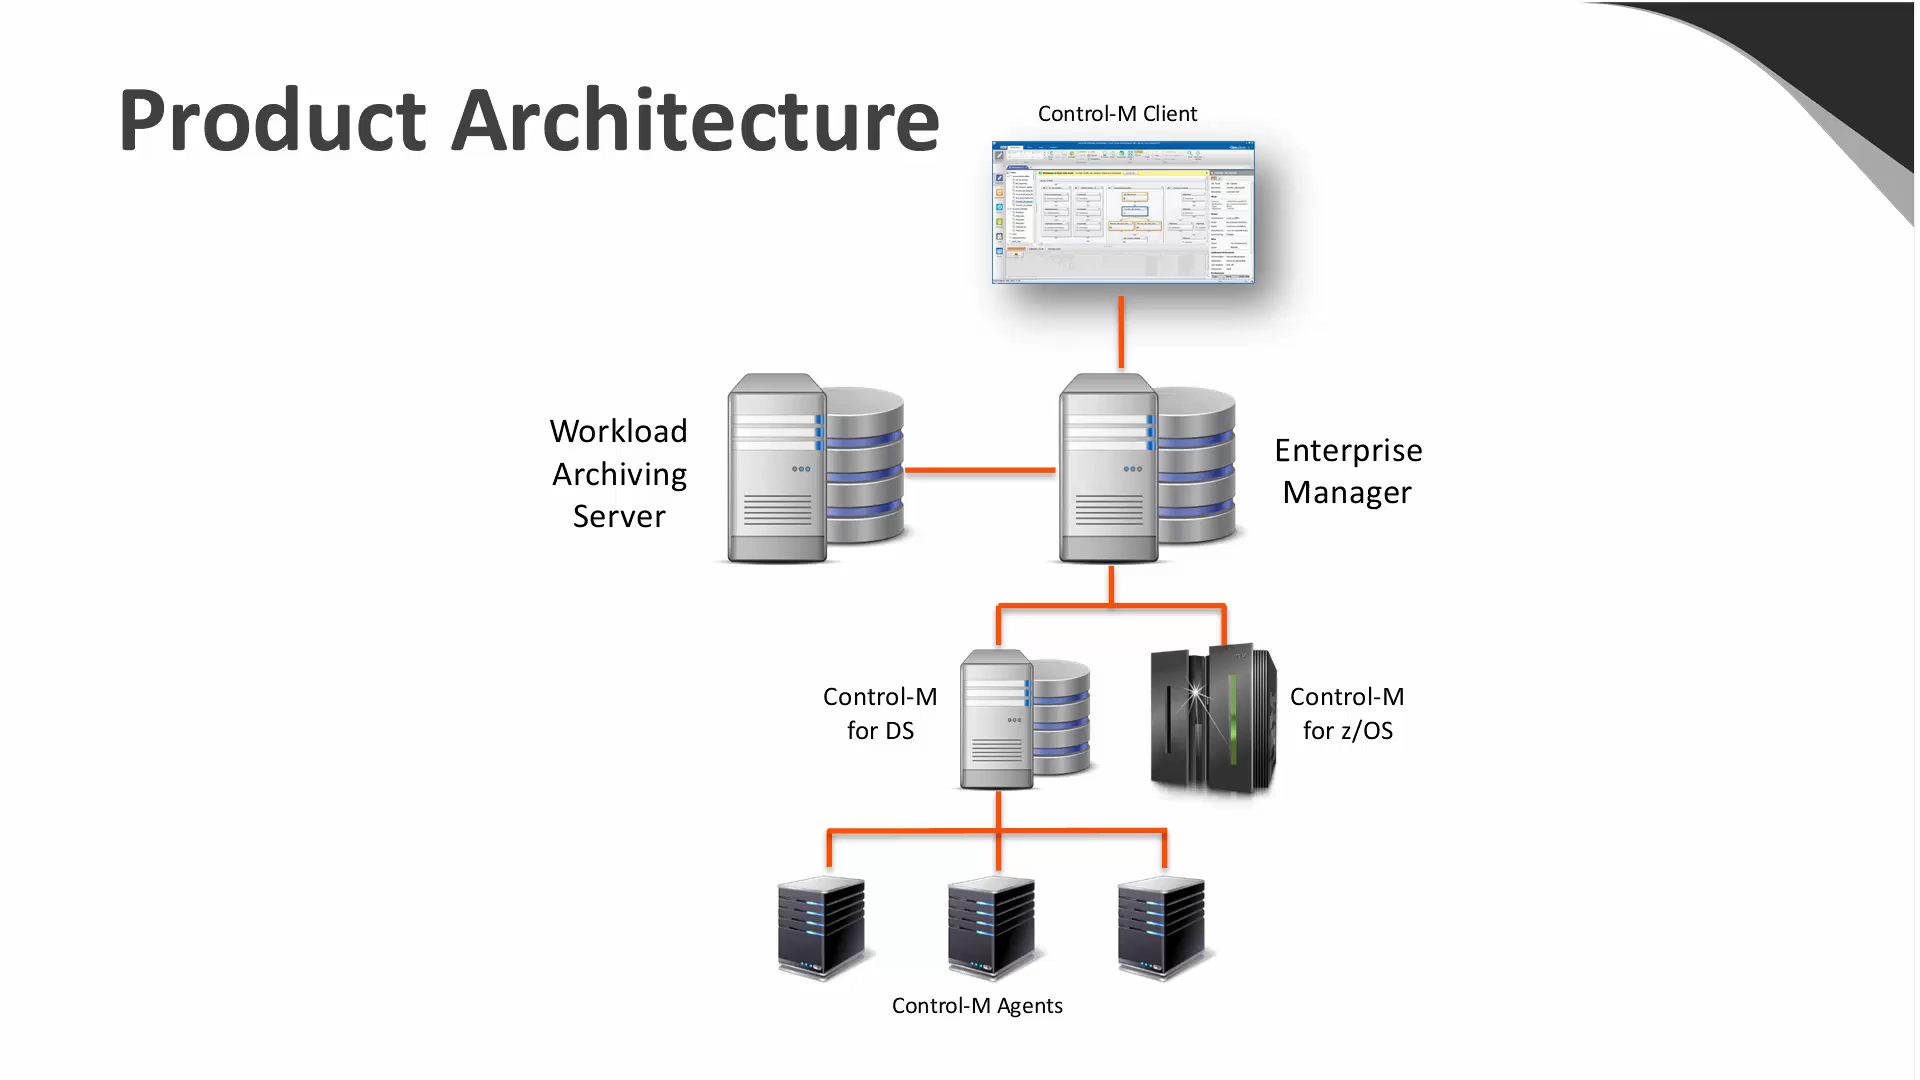 Product Architecture
Control-M Client
Workload
Archiving
Server
Enterprise
Manager
Control-M
for DS
Control-M
for z/OS
Control-M Agents